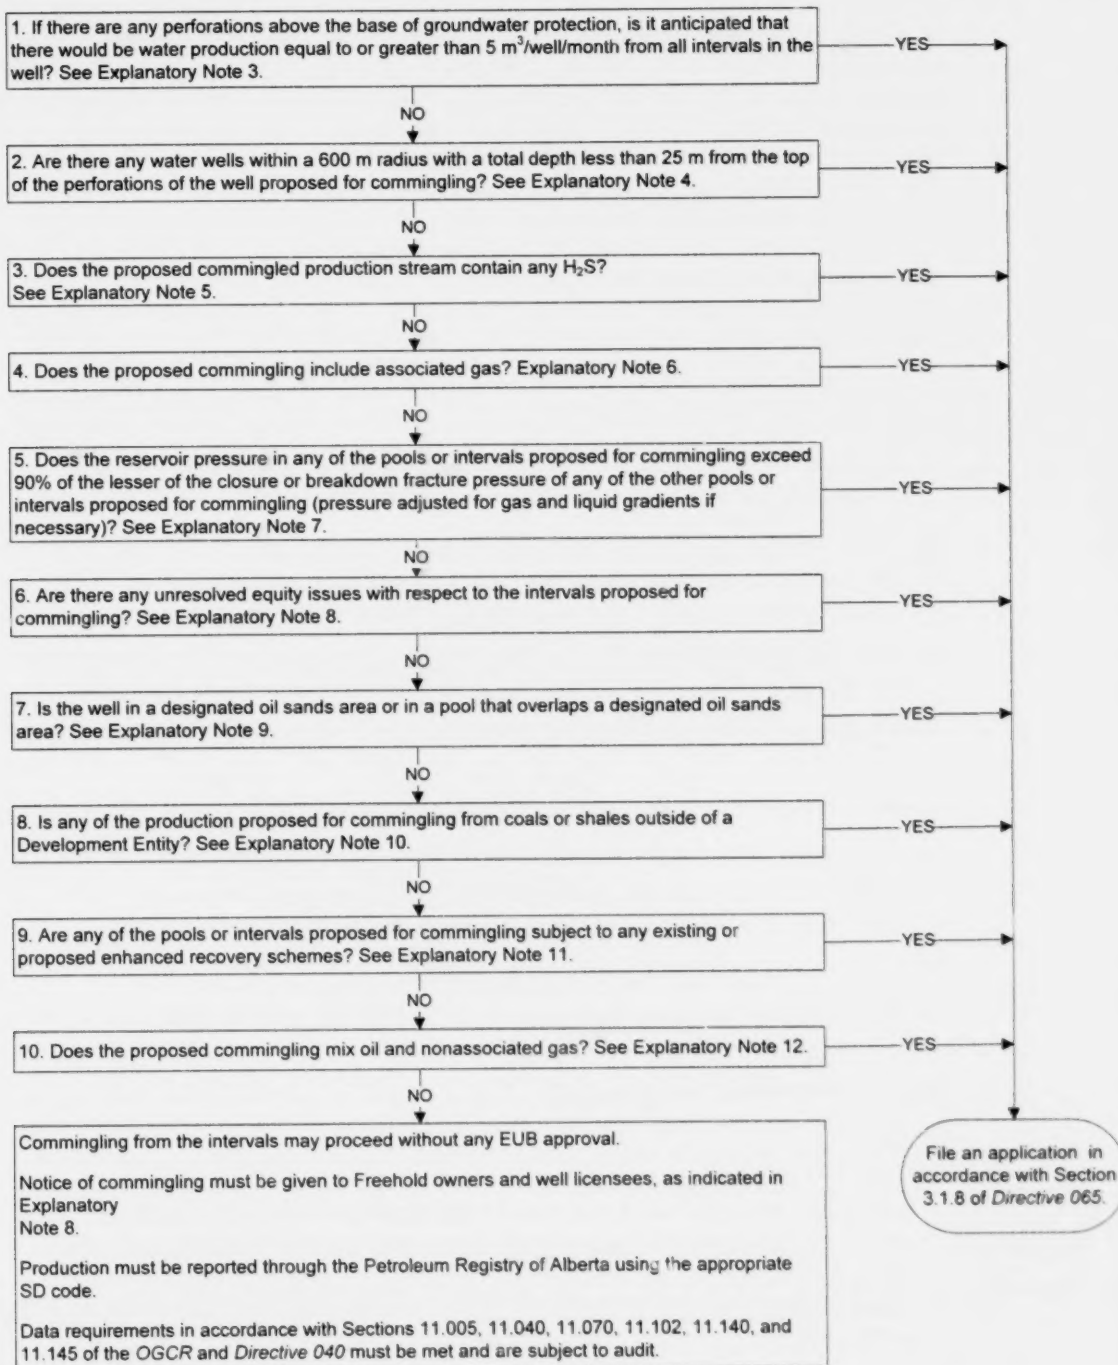 1. If there are any perforations above the base of groundwater protection, is it anticipated that
there would be water production equal to or greater than 5 m³/well/month from all intervals in the
well? See Explanatory Note 3.
YES
NO
2. Are there any water wells within a 600 m radius with a total depth less than 25 m from the top
of the perforations of the well proposed for commingling? See Explanatory Note 4.
YES
NO
3. Does the proposed commingled production stream contain any H₂S?
See Explanatory Note 5.
YES
NO
4. Does the proposed commingling include associated gas? Explanatory Note 6.
YES
NO
5. Does the reservoir pressure in any of the pools or intervals proposed for commingling exceed
90% of the lesser of the closure or breakdown fracture pressure of any of the other pools or
intervals proposed for commingling (pressure adjusted for gas and liquid gradients if
necessary)? See Explanatory Note 7.
YES
NO
6. Are there any unresolved equity issues with respect to the intervals proposed for
commingling? See Explanatory Note 8.
YES
NO
7. Is the well in a designated oil sands area or in a pool that overlaps a designated oil sands
area? See Explanatory Note 9.
YES
NO
8. Is any of the production proposed for commingling from coals or shales outside of a
Development Entity? See Explanatory Note 10.
YES
NO
9. Are any of the pools or intervals proposed for commingling subject to any existing or
proposed enhanced recovery schemes? See Explanatory Note 11.
YES
NO
10. Does the proposed commingling mix oil and nonassociated gas? See Explanatory Note 12.
YES
NO
Commingling from the intervals may proceed without any EUB approval.
Notice of commingling must be given to Freehold owners and well licensees, as indicated in
Explanatory
Note 8.
Production must be reported through the Petroleum Registry of Alberta using the appropriate
SD code.
Data requirements in accordance with Sections 11.005, 11.040, 11.070, 11.102, 11.140, and
11.145 of the OGCR and Directive 040 must be met and are subject to audit.
File an application in
accordance with Section
3.1.8 of Directive 065.